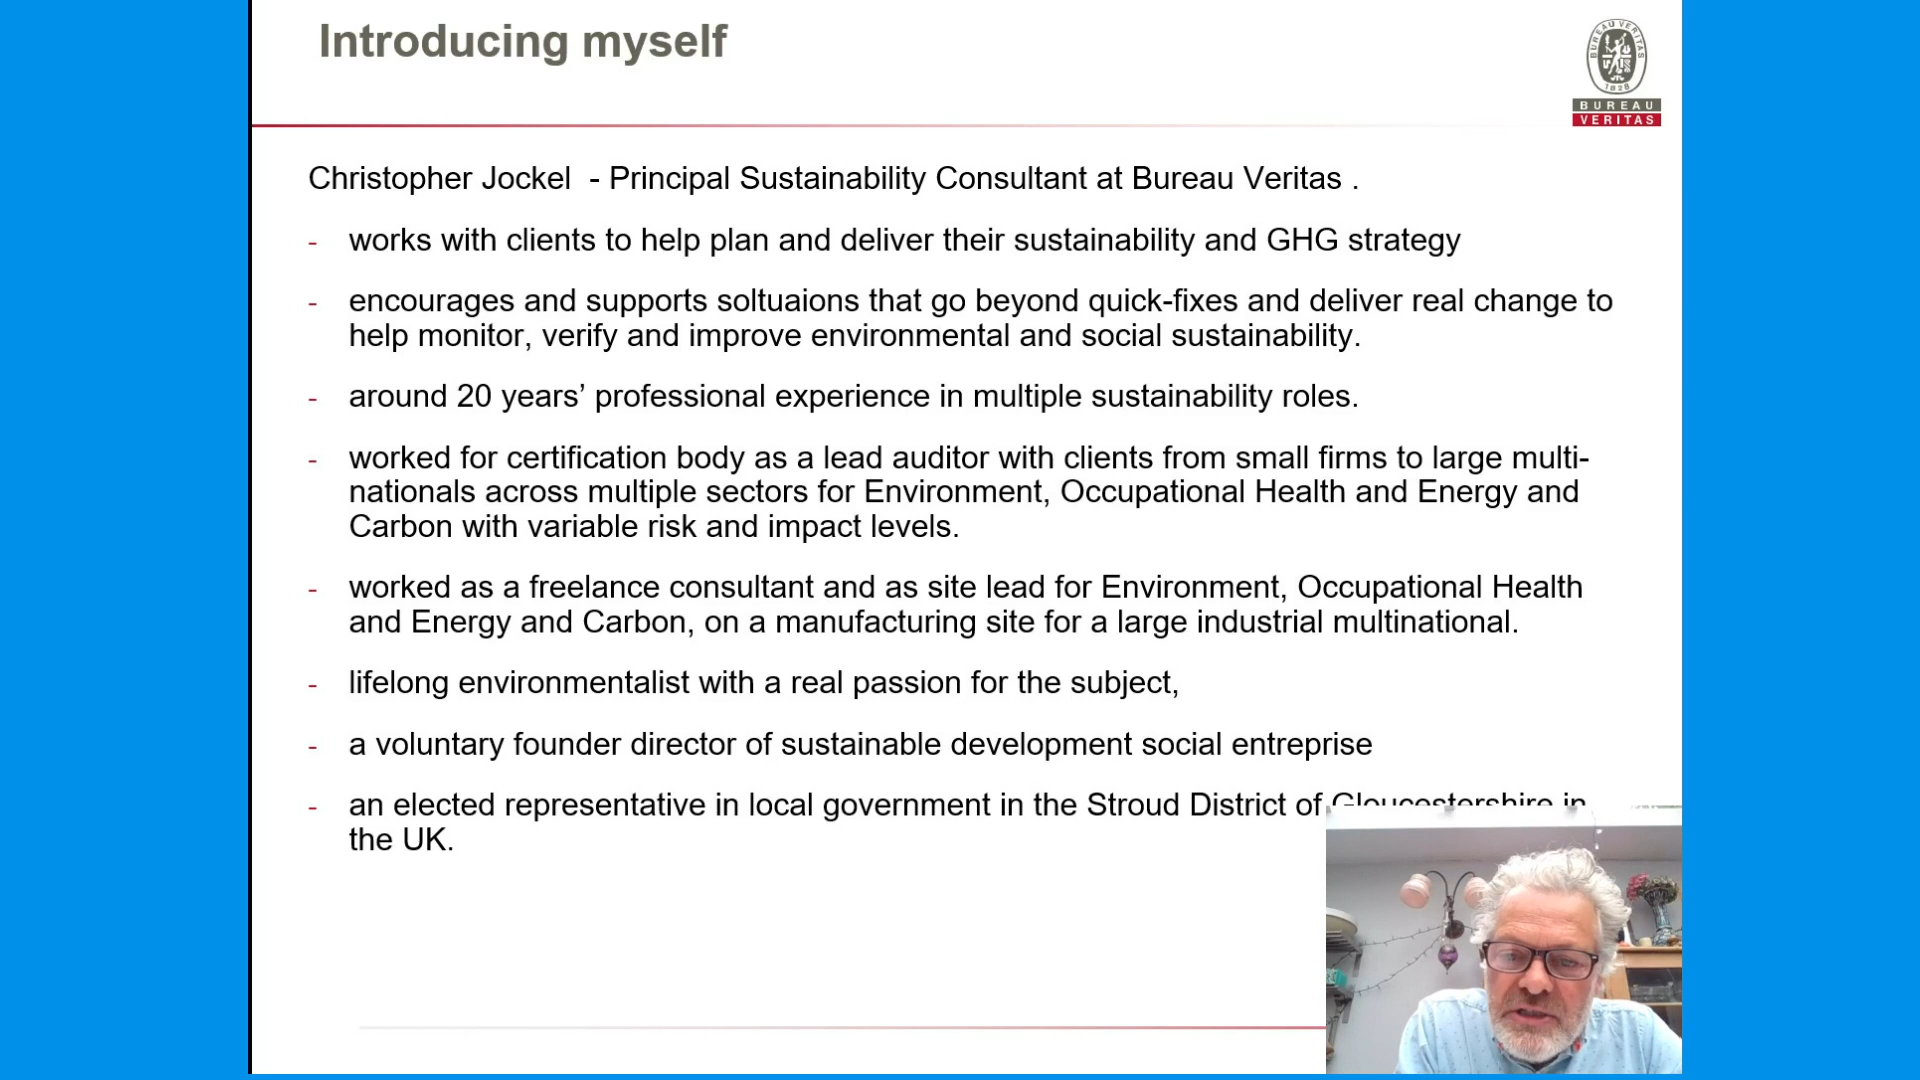 Introducing myself
BUREAU VERITAS
1828
BUREAU
VERITAS
Christopher Jockel - Principal Sustainability Consultant at Bureau Veritas .
- works with clients to help plan and deliver their sustainability and GHG strategy
- encourages and supports soltuaions that go beyond quick-fixes and deliver real change to
help monitor, verify and improve environmental and social sustainability.
- around 20 years’ professional experience in multiple sustainability roles.
- worked for certification body as a lead auditor with clients from small firms to large multi-
nationals across multiple sectors for Environment, Occupational Health and Energy and
Carbon with variable risk and impact levels.
- worked as a freelance consultant and as site lead for Environment, Occupational Health
and Energy and Carbon, on a manufacturing site for a large industrial multinational.
- lifelong environmentalist with a real passion for the subject,
- a voluntary founder director of sustainable development social entreprise
- an elected representative in local government in the Stroud District of Gloucestershire in
the UK.